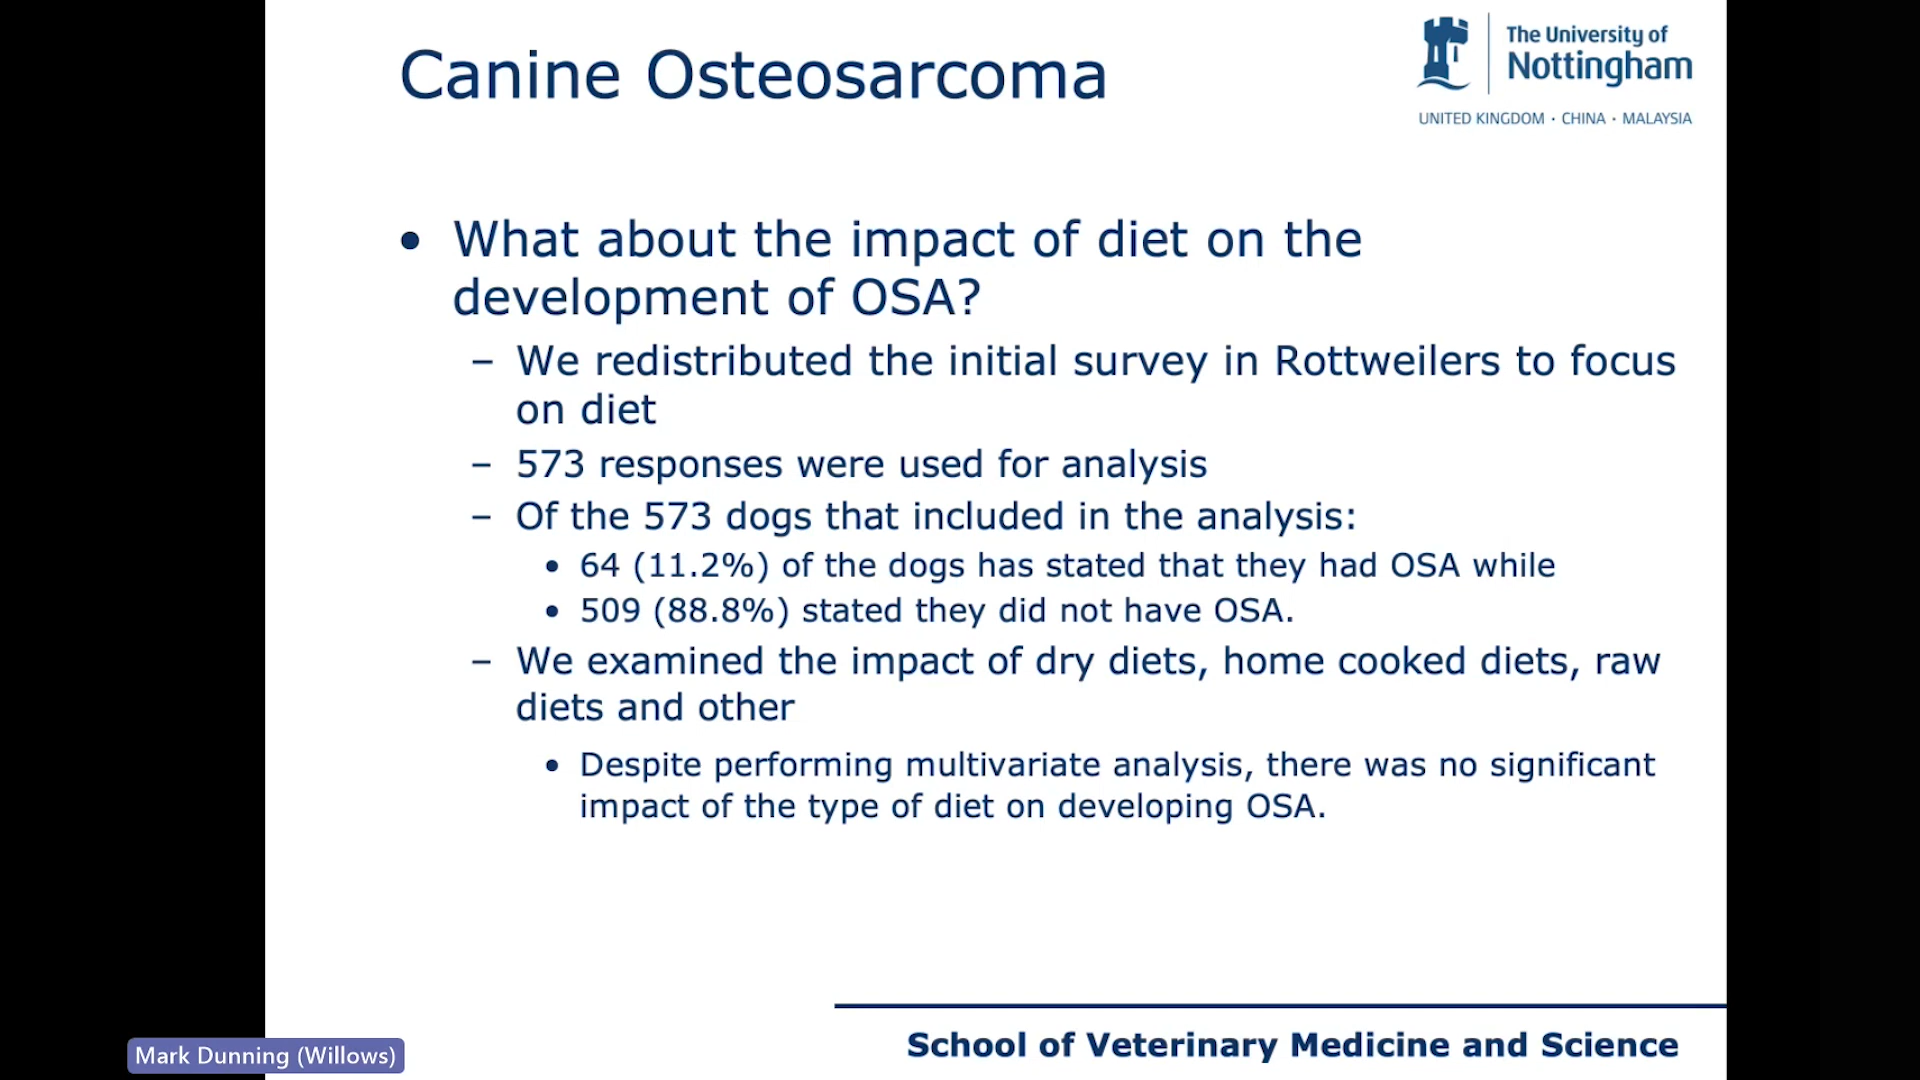 Canine Osteosarcoma
The University of
Nottingham
UNITED KINGDOM · CHINA · MALAYSIA
• What about the impact of diet on the
development of OSA?
– We redistributed the initial survey in Rottweilers to focus
on diet
– 573 responses were used for analysis
– Of the 573 dogs that included in the analysis:
• 64 (11.2%) of the dogs has stated that they had OSA while
• 509 (88.8%) stated they did not have OSA.
– We examined the impact of dry diets, home cooked diets, raw
diets and other
• Despite performing multivariate analysis, there was no significant
impact of the type of diet on developing OSA.
School of Veterinary Medicine and Science
Mark Dunning (Willows)